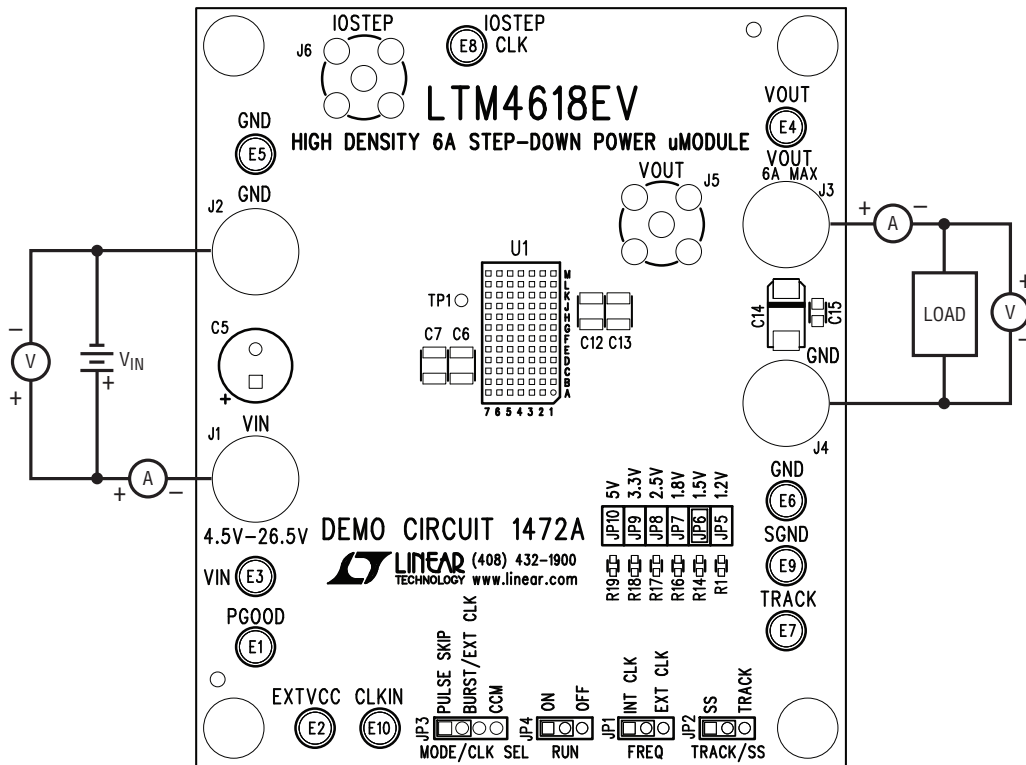 IOSTEP
J6
E8
IOSTEP
CLK
LTM4618EV
HIGH DENSITY 6A STEP-DOWN POWER uMODULE
GND
E5
VOUT
E4
VOUT
6A MAX
J3
GND
J2
VOUT
J5
+ A −
U1
M
L
K
J
H
G
F
E
D
C
B
A
7 6 5 4 3 2 1
TP1
C7 C6
C12 C13
C14
C15
GND
J4
LOAD
+
V
−
−
V
+
VIN
+
C5
+
J1
VIN
+ A −
4.5V-26.5V
DEMO CIRCUIT 1472A
LINEAR
TECHNOLOGY
(408) 432-1900
www.linear.com
5V
3.3V
2.5V
1.8V
1.5V
1.2V
JP10
JP9
JP8
JP7
JP6
JP5
R19
R18
R17
R16
R14
R1
GND
E6
SGND
E9
TRACK
E7
VIN
E3
PGOOD
E1
EXTVCC
E2
CLKIN
E10
JP3
PULSE SKIP
BURST/EXT CLK
CCM
MODE/CLK SEL
JP4
ON
OFF
RUN
JP1
INT CLK
EXT CLK
FREQ
JP2
SS
TRACK
TRACK/SS